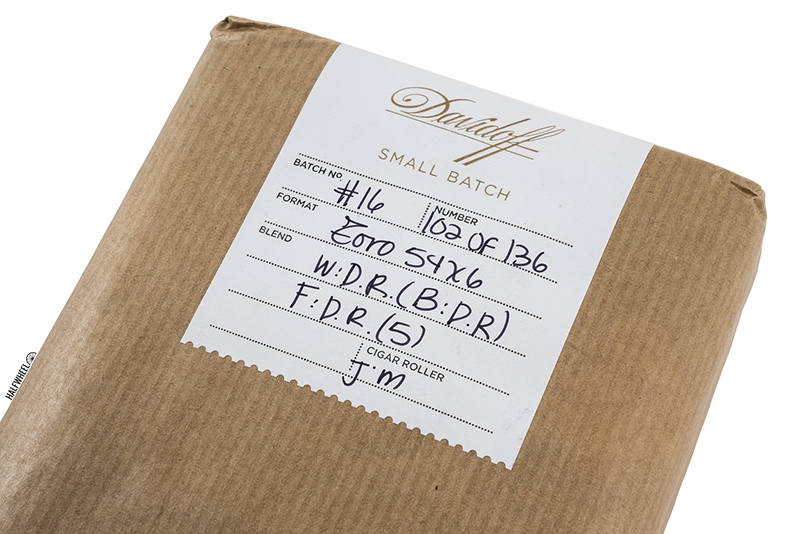 Davidoff
SMALL BATCH
BATCH No. #16 NUMBER 102 OF 136
FORMAT Toro 54x6
BLEND W:D.R. (B:D.R)
F:D.R. (5)
CIGAR ROLLER J.M
HALFWHEEL